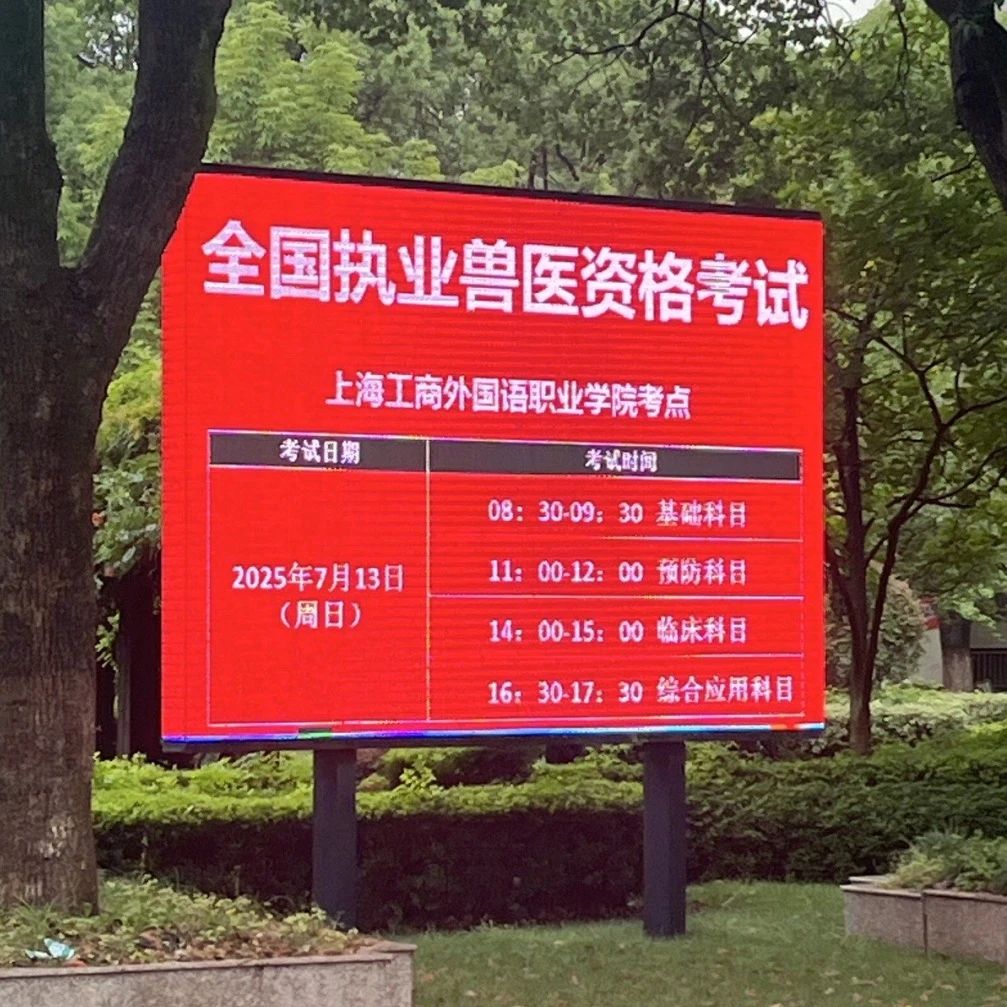 全国执业兽医资格考试
上海工商外国语职业学院考点
考试日期 考试时间
08：30-09：30 基础科目
11：00-12：00 预防科目
2025年7月13日
（周日）
14：00-15：00 临床科目
16：30-17：30 综合应用科目